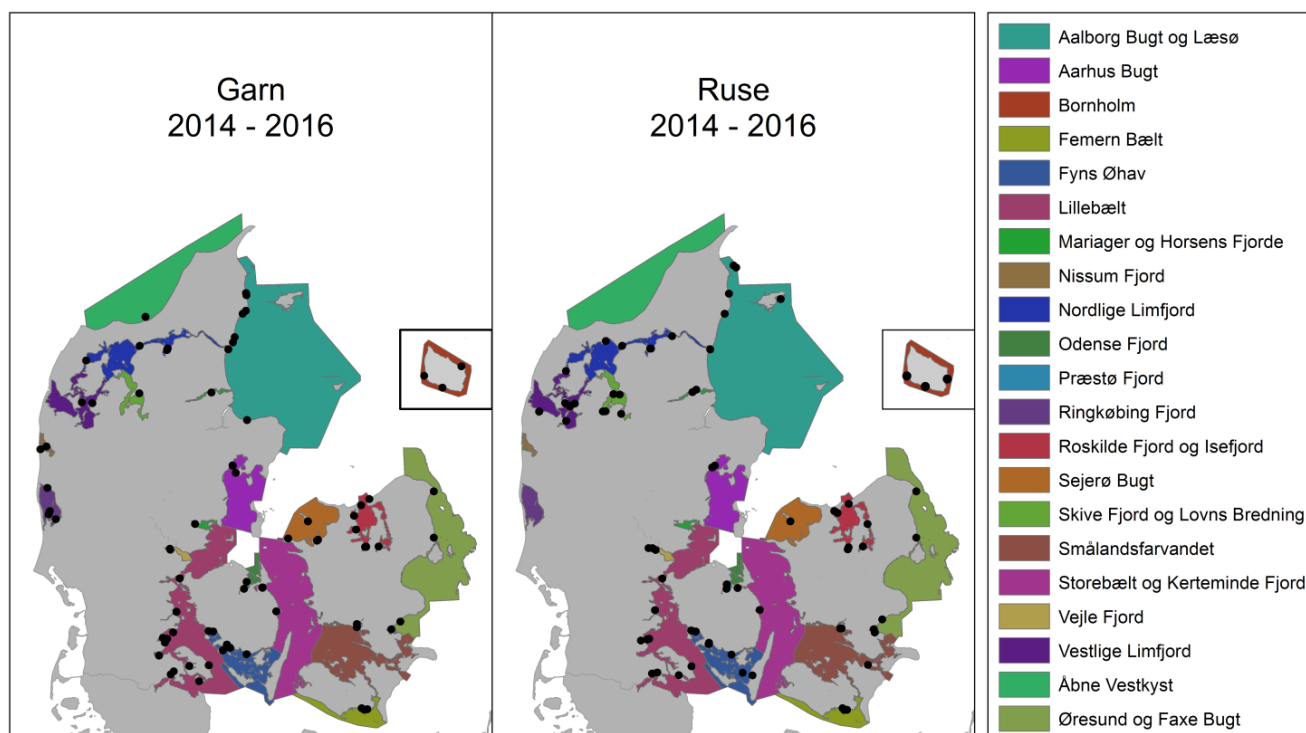 Garn
2014 - 2016
Ruse
2014 - 2016
Aalborg Bugt og Læsø
Aarhus Bugt
Bornholm
Femern Bælt
Fyns Øhav
Lillebælt
Mariager og Horsens Fjorde
Nissum Fjord
Nordlige Limfjord
Odense Fjord
Præstø Fjord
Ringkøbing Fjord
Roskilde Fjord og Isefjord
Sejerø Bugt
Skive Fjord og Lovns Bredning
Smålandsfarvandet
Storebælt og Kerteminde Fjord
Vejle Fjord
Vestlige Limfjord
Åbne Vestkyst
Øresund og Faxe Bugt